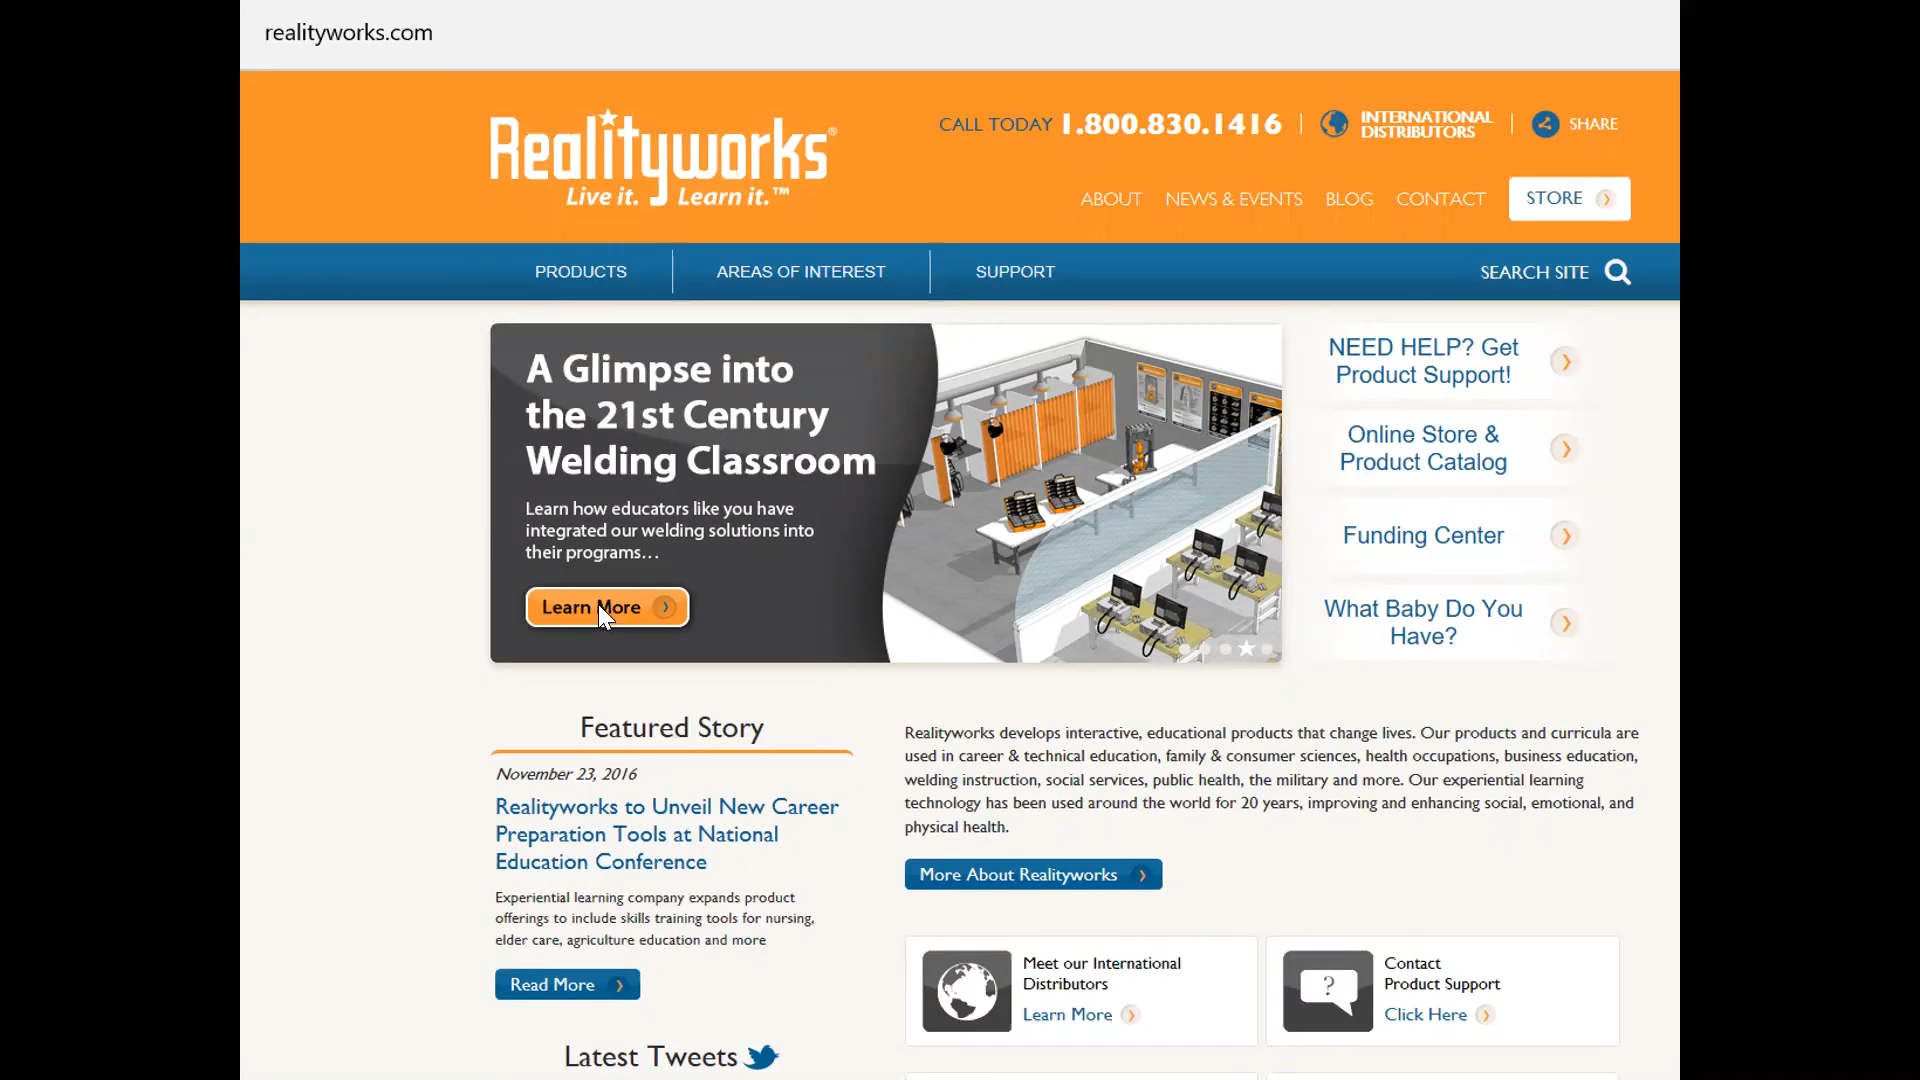 realityworks.com
Realityworks®
Live it. Learn it.™
CALL TODAY 1.800.830.1416
INTERNATIONAL
DISTRIBUTORS
SHARE
ABOUT NEWS & EVENTS BLOG CONTACT STORE
PRODUCTS AREAS OF INTEREST SUPPORT SEARCH SITE
A Glimpse into
the 21st Century
Welding Classroom
Learn how educators like you have
integrated our welding solutions into
their programs…
Learn More
NEED HELP? Get
Product Support!
Online Store &
Product Catalog
Funding Center
What Baby Do You
Have?
Featured Story
November 23, 2016
Realityworks to Unveil New Career
Preparation Tools at National
Education Conference
Experiential learning company expands product
offerings to include skills training tools for nursing,
elder care, agriculture education and more
Read More
Latest Tweets
Realityworks develops interactive, educational products that change lives. Our products and curricula are
used in career & technical education, family & consumer sciences, health occupations, business education,
welding instruction, social services, public health, the military and more. Our experiential learning
technology has been used around the world for 20 years, improving and enhancing social, emotional, and
physical health.
More About Realityworks
Meet our International
Distributors
Learn More
?
Contact
Product Support
Click Here